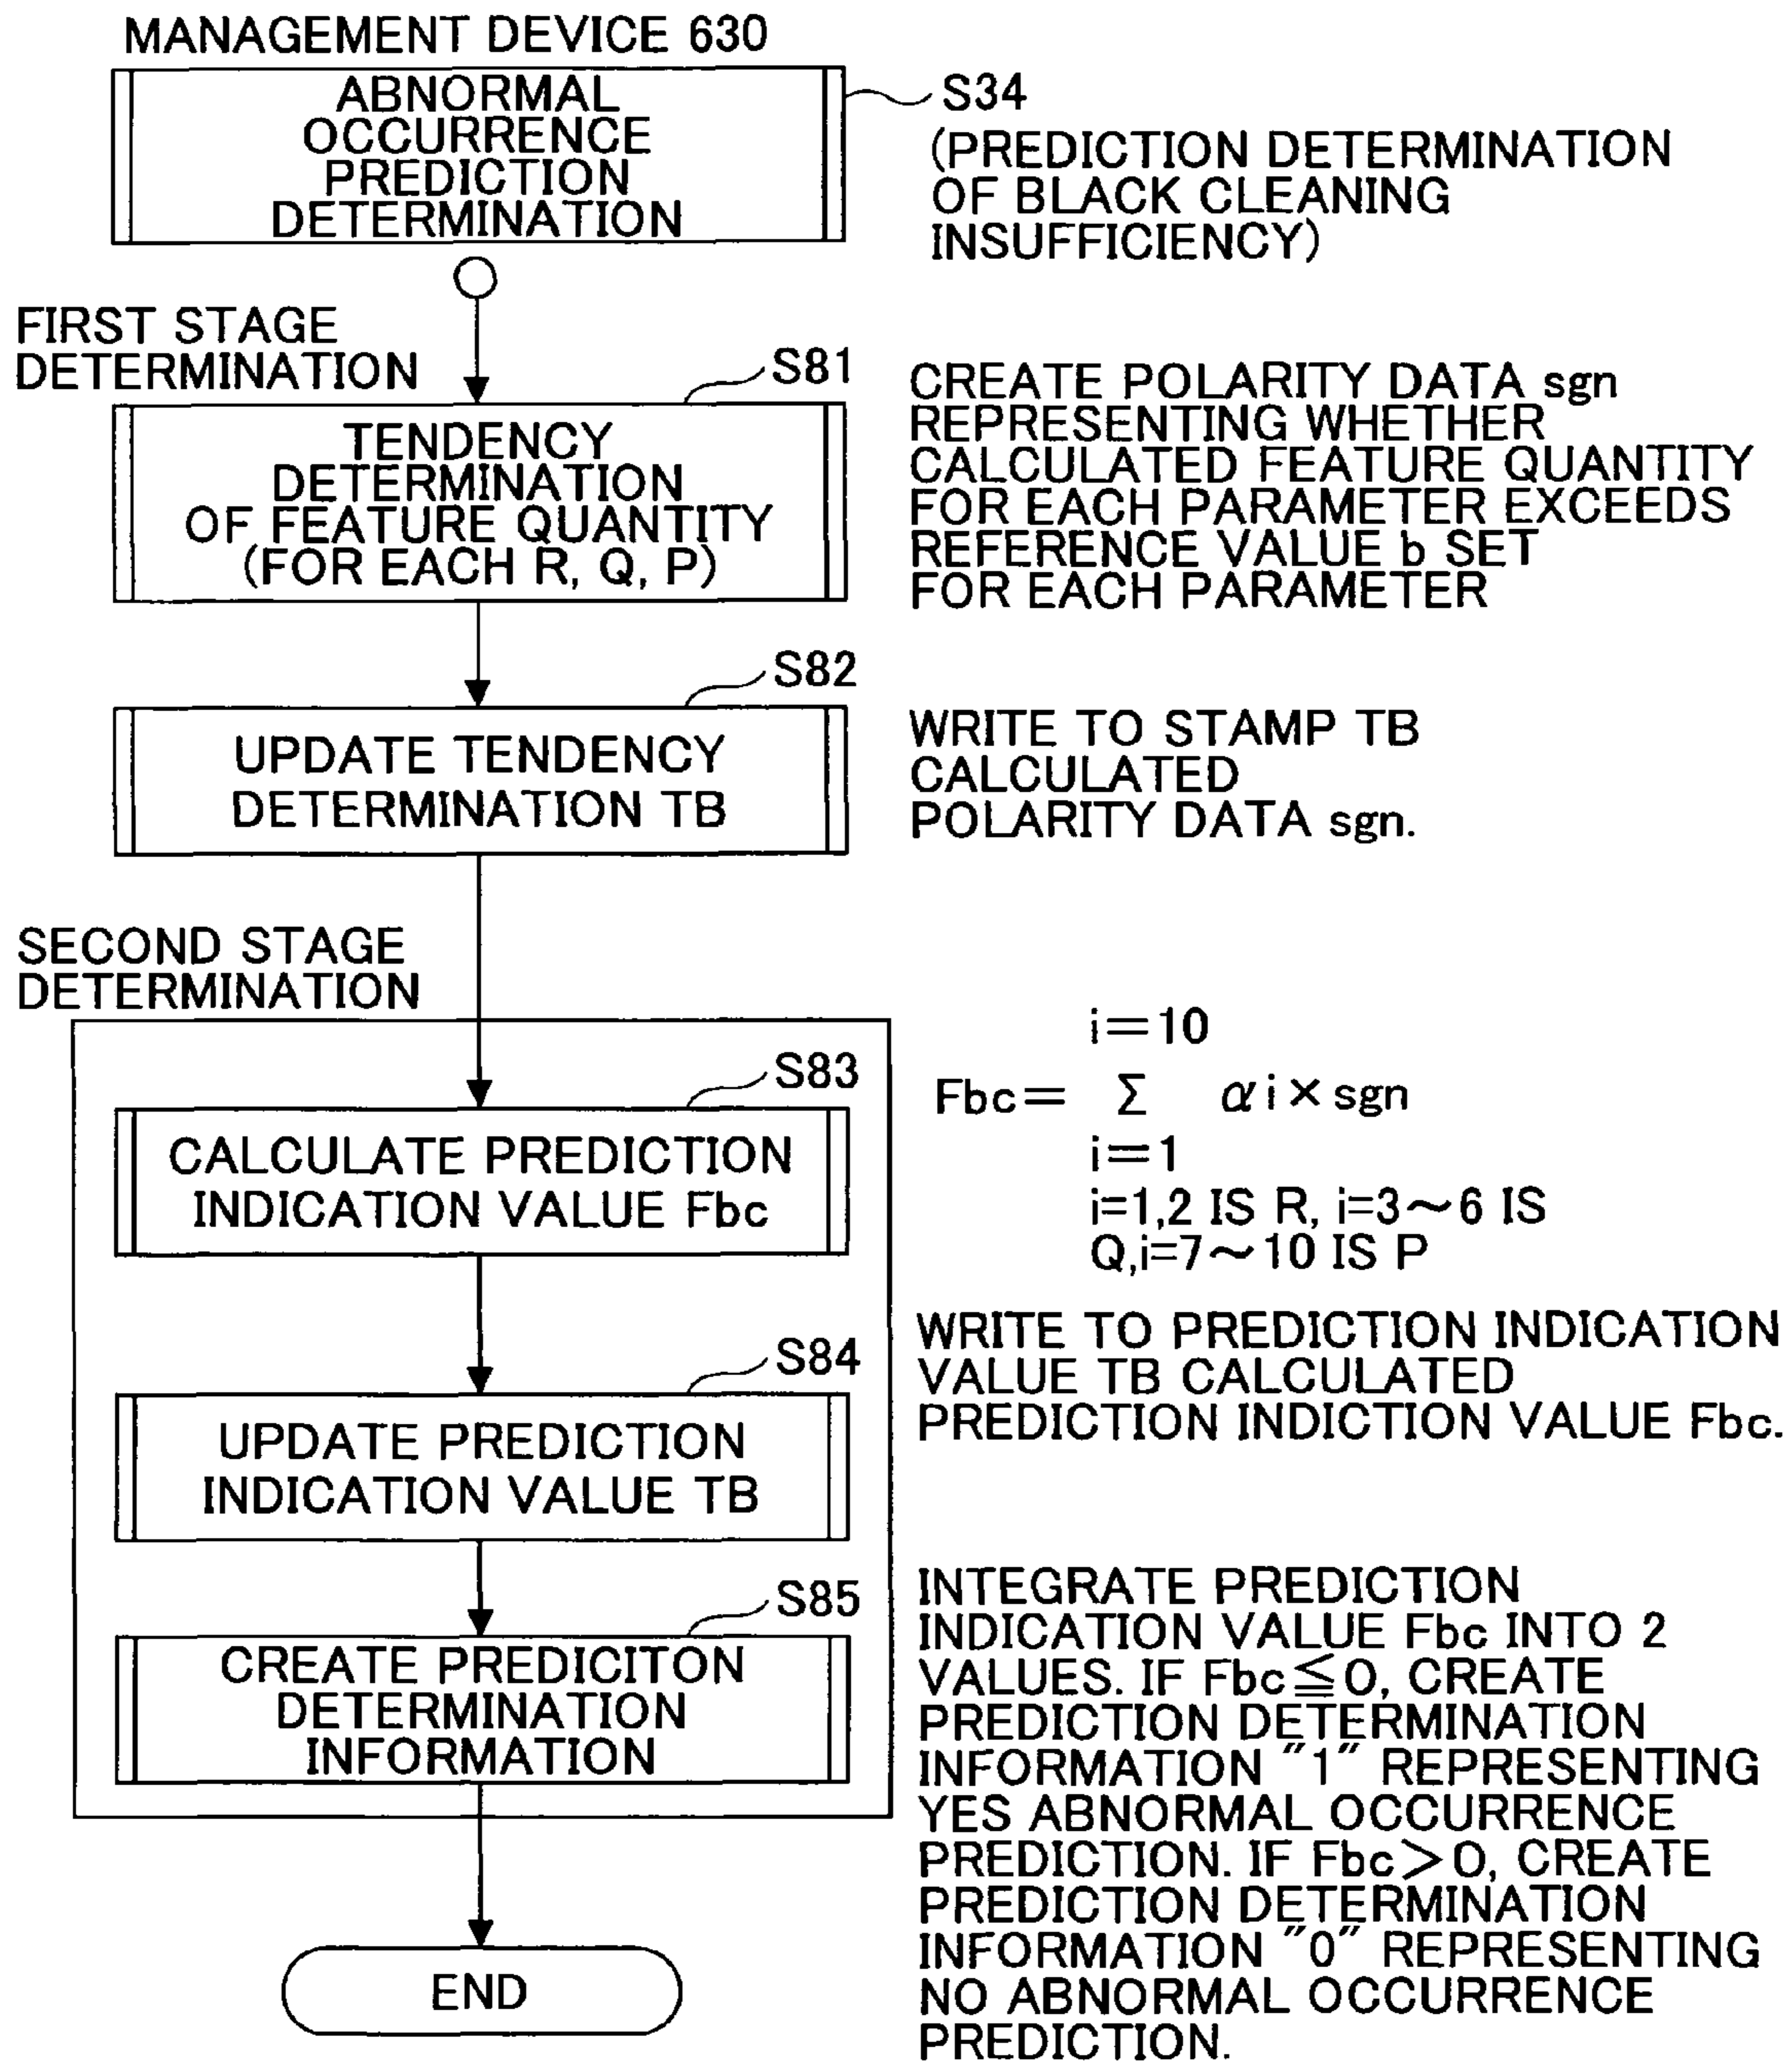 MANAGEMENT DEVICE 630
ABNORMAL
OCCURRENCE
PREDICTION
DETERMINATION
S34
(PREDICTION DETERMINATION
OF BLACK CLEANING
INSUFFICIENCY)
FIRST STAGE
DETERMINATION
S81
TENDENCY
DETERMINATION
OF FEATURE QUANTITY
(FOR EACH R, Q, P)
CREATE POLARITY DATA sgn
REPRESENTING WHETHER
CALCULATED FEATURE QUANTITY
FOR EACH PARAMETER EXCEEDS
REFERENCE VALUE b SET
FOR EACH PARAMETER
S82
UPDATE TENDENCY
DETERMINATION TB
WRITE TO STAMP TB
CALCULATED
POLARITY DATA sgn.
SECOND STAGE
DETERMINATION
S83
CALCULATE PREDICTION
INDICATION VALUE Fbc
i=10
Fbc= Σ αi×sgn
i=1
i=1,2 IS R, i=3～6 IS
Q,i=7～10 IS P
S84
UPDATE PREDICTION
INDICATION VALUE TB
WRITE TO PREDICTION INDICATION
VALUE TB CALCULATED
PREDICTION INDICTION VALUE Fbc.
S85
CREATE PREDICITON
DETERMINATION
INFORMATION
INTEGRATE PREDICTION
INDICATION VALUE Fbc INTO 2
VALUES. IF Fbc≦0, CREATE
PREDICTION DETERMINATION
INFORMATION "1" REPRESENTING
YES ABNORMAL OCCURRENCE
PREDICTION. IF Fbc>0, CREATE
PREDICTION DETERMINATION
INFORMATION "0" REPRESENTING
NO ABNORMAL OCCURRENCE
PREDICTION.
END